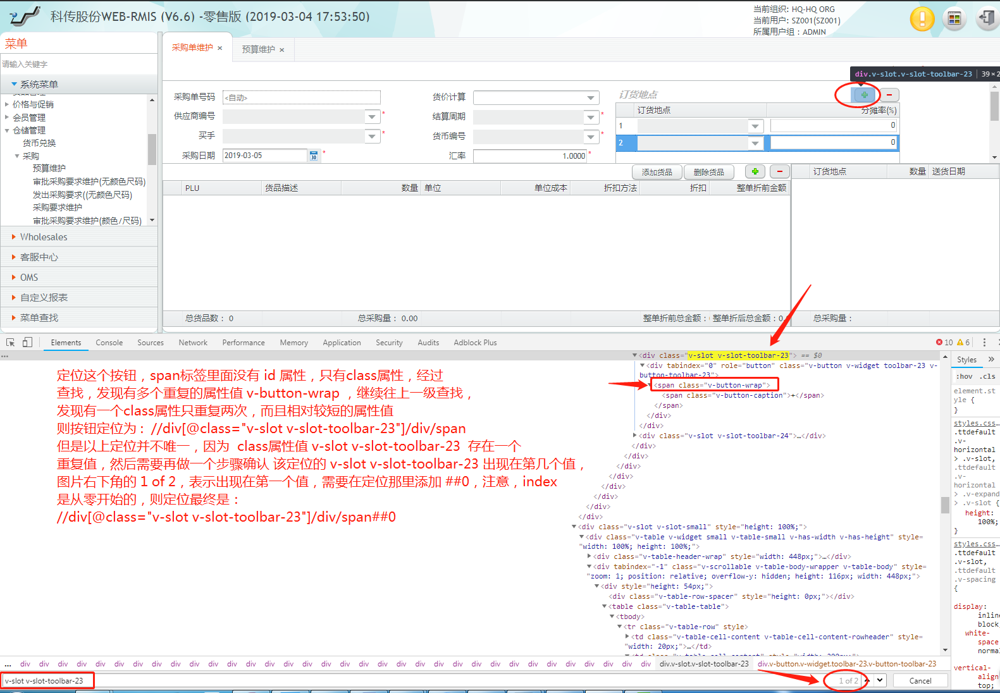 科传股份WEB-RMIS (V6.6) -零售版 (2019-03-04 17:53:50)
当前组织: HQ-HQ ORG
当前用户: SZ001(SZ001)
所属用户组：ADMIN
菜单
请输入关键字
系统菜单
价格与促销
会员管理
仓储管理
货币兑换
采购
预算维护
审批采购要求维护(无颜色尺码)
发出采购要求((无颜色尺码)
采购要求维护
审批采购要求维护(颜色/尺码)
Wholesales
客服中心
OMS
自定义报表
菜单查找
采购单维护 ×
预算维护 ×
div.v-slot.v-slot-toolbar-23 | 39×2
采购单号码 <自动>
供应商编号 *
买手 *
采购日期 2019-03-05 30 *
货价计算
结算周期 *
货币编号 *
汇率 1.0000 *
订货地点
订货地点 分摊率(%)
1 0
2 0
添加货品 删除货品
PLU 货品描述 数量 单位 单位成本 折扣方法 折扣 整单折前金额
订货地点 数量 送货日期
总货品数： 0 总采购量： 0.00 整单折前总金额： 整单折后总金额：0. 总采购量：
Elements Console Sources Network Performance Memory Application Security Audits Adblock Plus 10 6
定位这个按钮，span标签里面没有 id 属性，只有class属性，经过
查找，发现有多个重复的属性值 v-button-wrap ，继续往上一级查找，
发现有一个class属性只重复两次，而且相对较短的属性值
则按钮定位为：//div[@class="v-slot v-slot-toolbar-23"]/div/span
但是以上定位并不唯一，因为 class属性值 v-slot v-slot-toolbar-23 存在一个
重复值，然后需要再做一个步骤确认 该定位的 v-slot v-slot-toolbar-23 出现在第几个值，
图片右下角的 1 of 2，表示出现在第一个值，需要在定位那里添加 ##0，注意，index
是从零开始的，则定位最终是：
//div[@class="v-slot v-slot-toolbar-23"]/div/span##0
<div class="v-slot v-slot-toolbar-23"> == $0
<div tabindex="0" role="button" class="v-button v-widget toolbar-23 v-
button-toolbar-23">
<span class="v-button-wrap">
<span class="v-button-caption">+</span>
</span>
</div>
</div>
<div class="v-slot v-slot-toolbar-24">…</div>
</div>
</div>
</div>
</div>
</div>
</div>
</div>
</div>
<div class="v-slot v-slot-small" style="height: 100%;">
<div class="v-table v-widget small v-table-small v-has-width v-has-height" style=
"width: 100%; height: 100%;">
<div class="v-table-header-wrap" style="width: 448px;">…</div>
<div tabindex="-1" class="v-scrollable v-table-body-wrapper v-table-body" style=
"zoom: 1; position: relative; overflow-y: hidden; height: 116px; width: 448px;">
<div style="height: 54px;">
<div class="v-table-row-spacer" style="height: 0px;"></div>
<table class="v-table-table">
<tbody>
<tr class="v-table-row" style>
<td class="v-table-cell-content v-table-cell-content-rowheader" style=
"width: 20px;">…</td>
Styles »
:hov .cls
element.st
yle {
}
styles.css…
.ttdefault
.v-
horizontal
> .v-slot,
.ttdefault
.v-
horizontal
> .v-expand
> .v-slot {
height:
100%;
}
styles.css…
.ttdefault
.v-slot,
.ttdefault
.v-spacing
{
display:
inline
block;
white-
space
norma
vertical-
align
top;
... div div div div div div div div div div div div div div div div div div div div div div div div div div div div div div div div div div div.v-slot.v-slot-toolbar-23 div.v-button.v-widget.toolbar-23.v-button-toolbar-23
v-slot v-slot-toolbar-23 1 of 2 Cancel